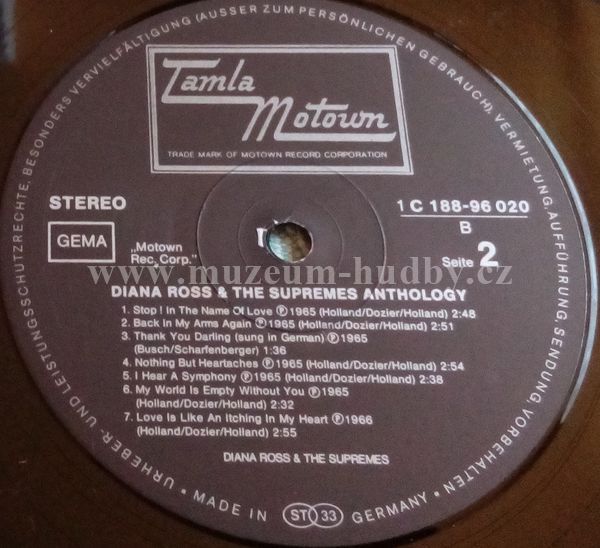 URHEBER- UND LEISTUNGSSCHUTZRECHTE, BESONDERS VERVIELFÄLTIGUNG (AUSSER ZUM PERSÖNLICHEN GEBRAUCH), VERMIETUNG, AUFFÜHRUNG, SENDUNG, VORBEHALTEN
Tamla
Motown
TRADE MARK OF MOTOWN RECORD CORPORATION
STEREO
1 C 188-96 020
GEMA
„Motown
Rec. Corp."
B
Seite 2
www.muzeum-hudby.cz
DIANA ROSS & THE SUPREMES ANTHOLOGY
1. Stop! In The Name Of Love Ⓟ 1965 (Holland/Dozier/Holland) 2:48
2. Back In My Arms Again Ⓟ 1965 (Holland/Dozier/Holland) 2:51
3. Thank You Darling (sung in German) Ⓟ 1965
(Busch/Scharfenberger) 1:36
4. Nothing But Heartaches Ⓟ 1965 (Holland/Dozier/Holland) 2:54
5. I Hear A Symphony Ⓟ 1965 (Holland/Dozier/Holland) 2:38
6. My World Is Empty Without You Ⓟ 1965
(Holland/Dozier/Holland) 2:32
7. Love Is Like An Itching In My Heart Ⓟ 1966
(Holland/Dozier/Holland) 2:55
DIANA ROSS & THE SUPREMES
• MADE IN ST 33 GERMANY •